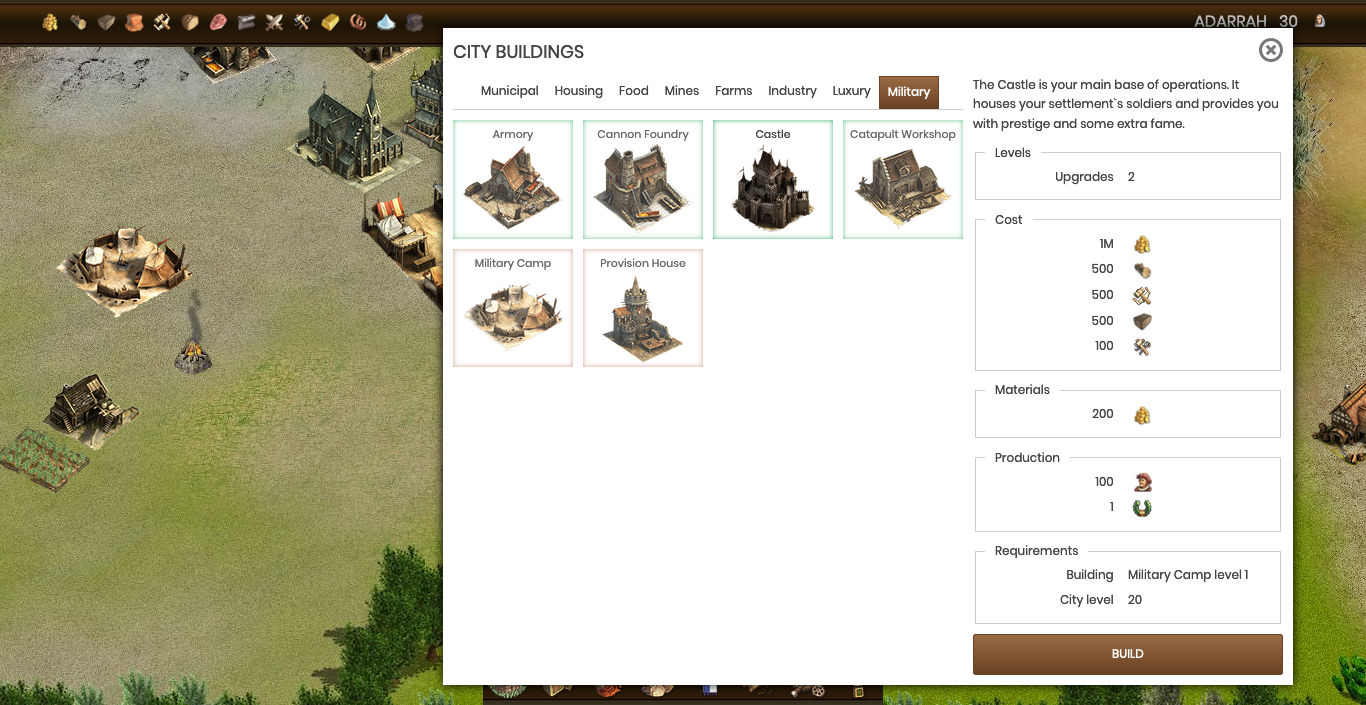 ADARRAH 30
CITY BUILDINGS
Municipal Housing Food Mines Farms Industry Luxury Military
Armory Cannon Foundry Castle Catapult Workshop
Military Camp Provision House
The Castle is your main base of operations. It
houses your settlement`s soldiers and provides you
with prestige and some extra fame.
Levels
Upgrades 2
Cost
1M
500
500
500
100
Materials
200
Production
100
1
Requirements
Building Military Camp level 1
City level 20
BUILD